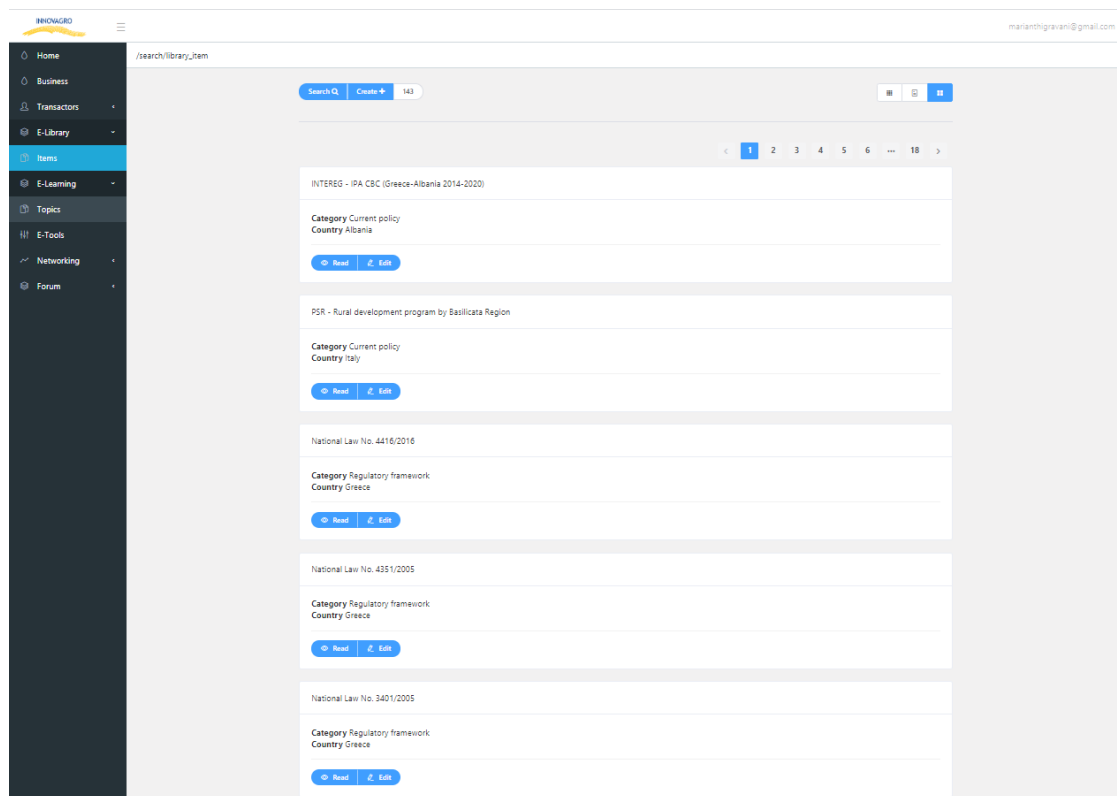 INNOVAGRO
marianthigravani@gmail.com
Home
Business
Transactors
E-Library
Items
E-Learning
Topics
E-Tools
Networking
Forum
/search/library_item
Search Create + 143
< 1 2 3 4 5 6 ... 18 >
INTEREG - IPA CBC (Greece-Albania 2014-2020)
Category Current policy
Country Albania
Read Edit
PSR - Rural development program by Basilicata Region
Category Current policy
Country Italy
Read Edit
National Law No. 4416/2016
Category Regulatory framework
Country Greece
Read Edit
National Law No. 4351/2005
Category Regulatory framework
Country Greece
Read Edit
National Law No. 3401/2005
Category Regulatory framework
Country Greece
Read Edit